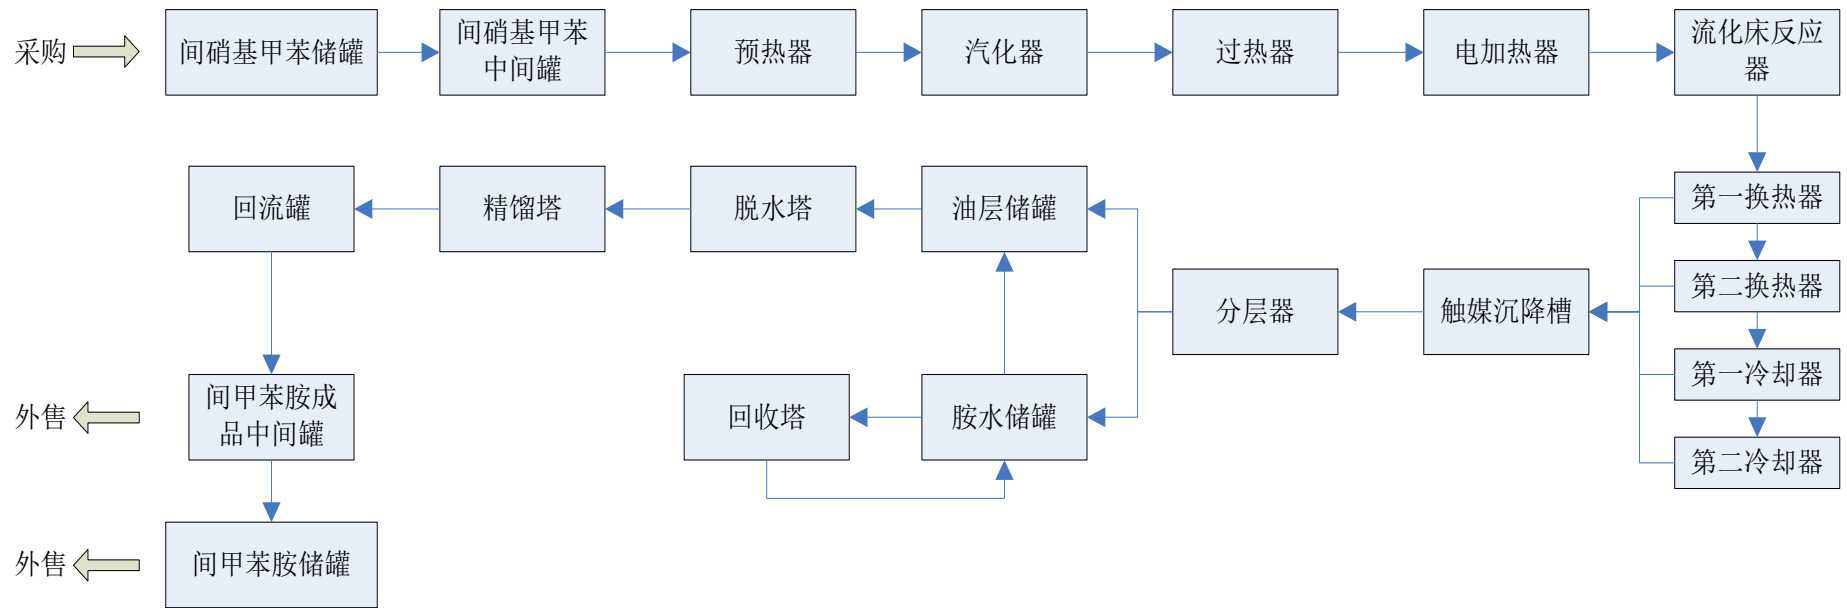 采购
间硝基甲苯储罐
间硝基甲苯
中间罐
预热器
汽化器
过热器
电加热器
流化床反应
器
回流罐
精馏塔
脱水塔
油层储罐
第一换热器
第二换热器
分层器
触媒沉降槽
第一冷却器
第二冷却器
外售
间甲苯胺成
品中间罐
回收塔
胺水储罐
外售
间甲苯胺储罐